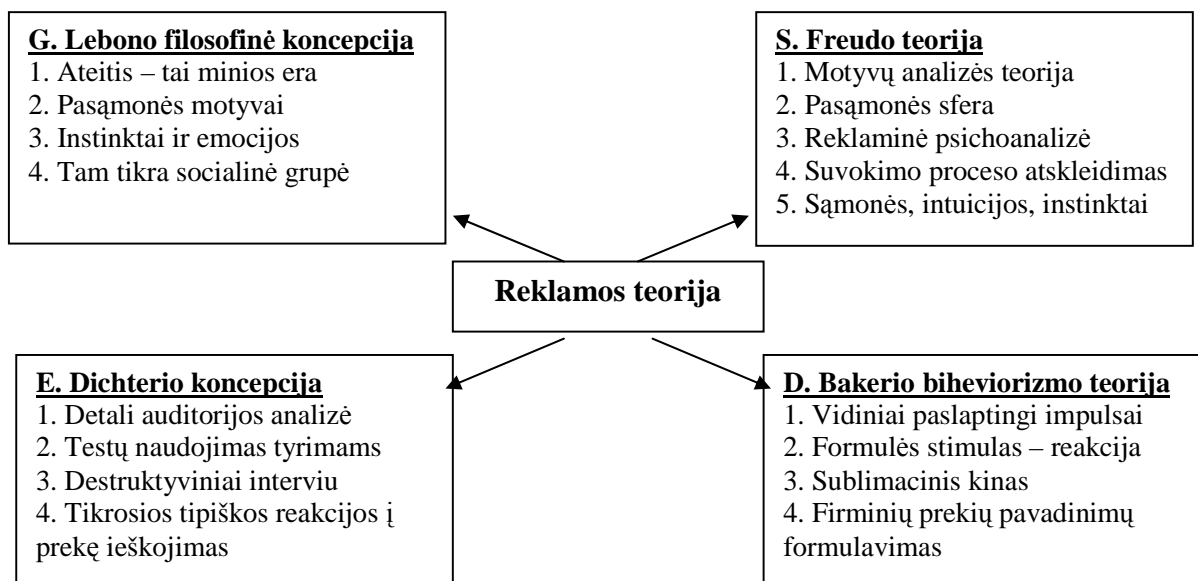 G. Lebono filosofinė koncepcija
1. Ateitis – tai minios era
2. Pasąmonės motyvai
3. Instinktai ir emocijos
4. Tam tikra socialinė grupė
S. Freudo teorija
1. Motyvų analizės teorija
2. Pasąmonės sfera
3. Reklaminė psichoanalizė
4. Suvokimo proceso atskleidimas
5. Sąmonės, intuicijos, instinktai
Reklamos teorija
E. Dichterio koncepcija
1. Detali auditorijos analizė
2. Testų naudojimas tyrimams
3. Destruktyviniai interviu
4. Tikrosios tipiškos reakcijos į
prekę ieškojimas
D. Bakerio biheviorizmo teorija
1. Vidiniai paslaptingi impulsai
2. Formulės stimulas – reakcija
3. Sublimacinis kinas
4. Firminių prekių pavadinimų
formulavimas